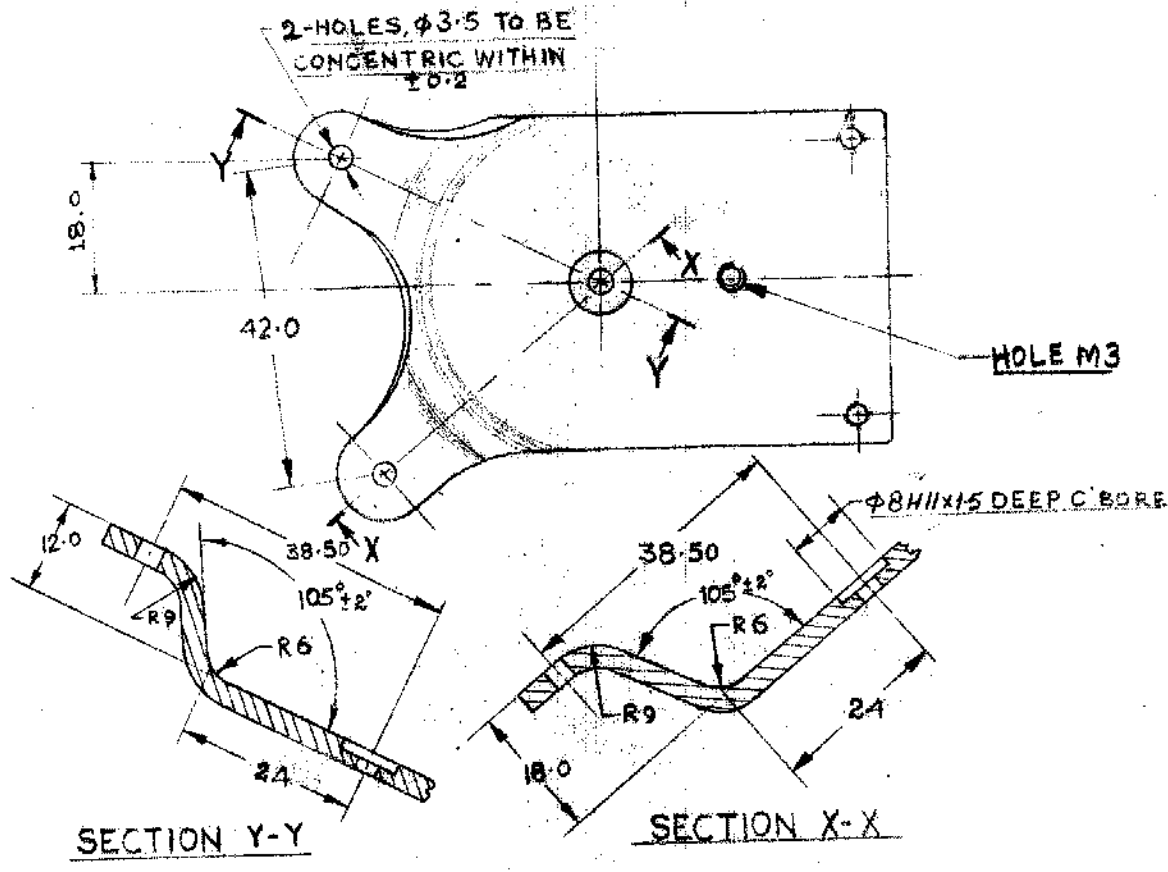 2-HOLES, φ3.5 TO BE
CONCENTRIC WITHIN
±0.2
Y
18.0
42.0
X
Y
HOLE M3
X
φ8H11x1.5 DEEP C'BORE
12.0
38.50
105°±2°
R9
R6
24
38.50
105°±2°
R6
R9
24
18.0
SECTION Y-Y
SECTION X-X